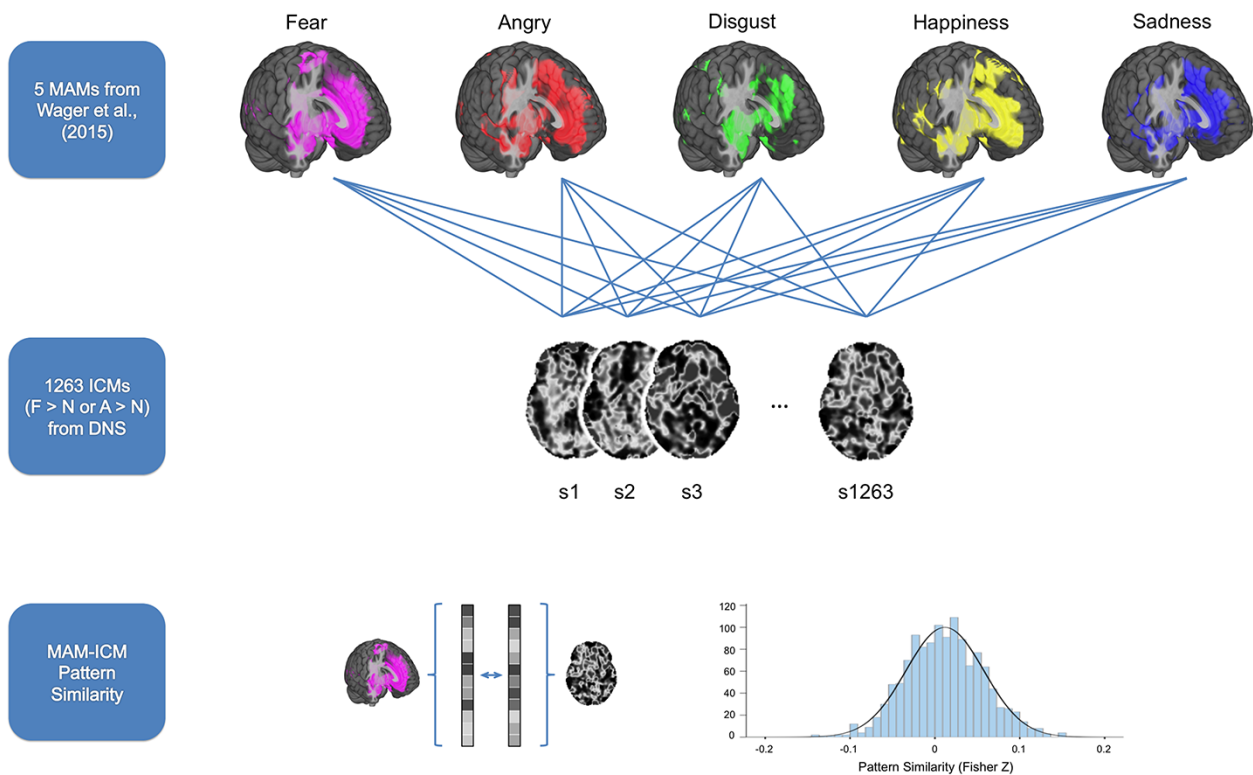 Fear
Angry
Disgust
Happiness
Sadness
5 MAMs from
Wager et al.,
(2015)
1263 ICMs
(F > N or A > N)
from DNS
...
s1
s2
s3
s1263
MAM-ICM
Pattern
Similarity
120
100
80
60
40
20
0
-0.2
-0.1
0
0.1
0.2
Pattern Similarity (Fisher Z)